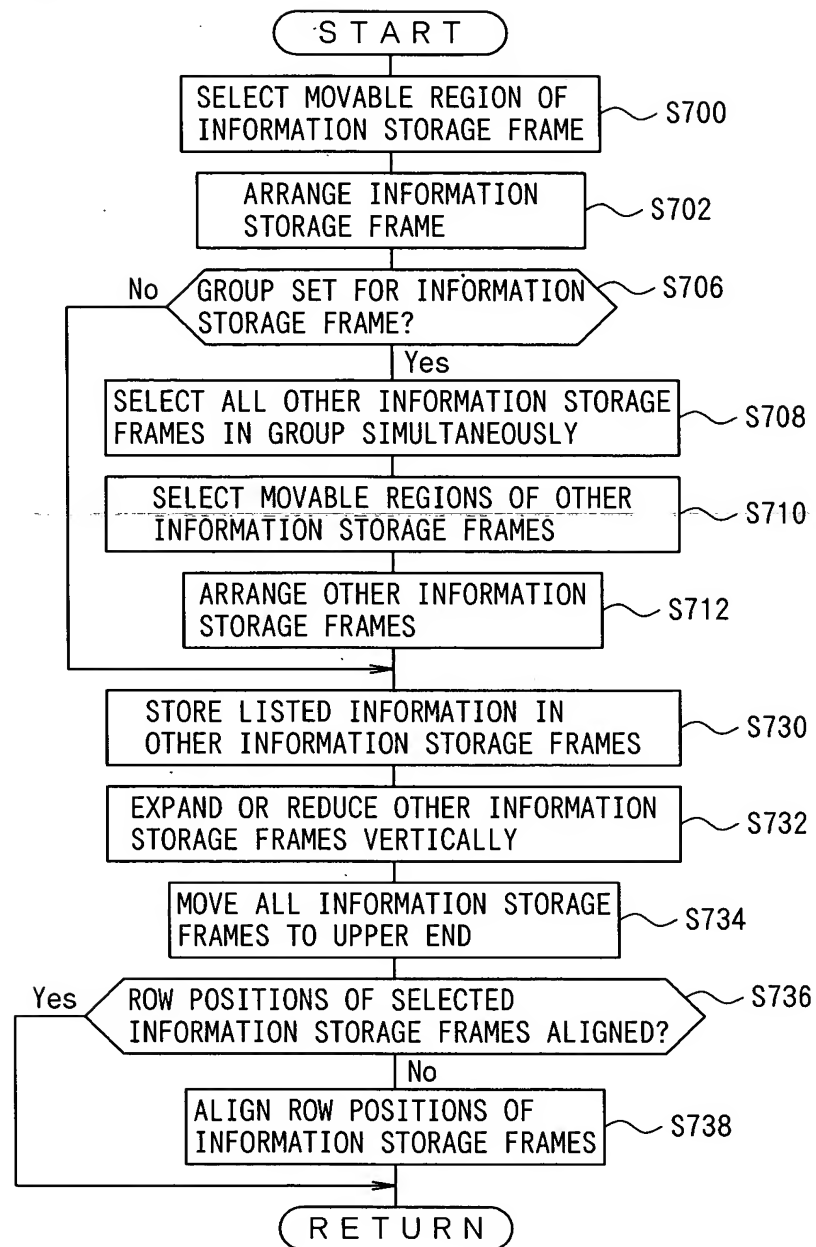 START
SELECT MOVABLE REGION OF
INFORMATION STORAGE FRAME
S700
ARRANGE INFORMATION
STORAGE FRAME
S702
No
GROUP SET FOR INFORMATION
STORAGE FRAME?
S706
Yes
SELECT ALL OTHER INFORMATION STORAGE
FRAMES IN GROUP SIMULTANEOUSLY
S708
SELECT MOVABLE REGIONS OF OTHER
INFORMATION STORAGE FRAMES
S710
ARRANGE OTHER INFORMATION
STORAGE FRAMES
S712
STORE LISTED INFORMATION IN
OTHER INFORMATION STORAGE FRAMES
S730
EXPAND OR REDUCE OTHER INFORMATION
STORAGE FRAMES VERTICALLY
S732
MOVE ALL INFORMATION STORAGE
FRAMES TO UPPER END
S734
Yes
ROW POSITIONS OF SELECTED
INFORMATION STORAGE FRAMES ALIGNED?
S736
No
ALIGN ROW POSITIONS OF
INFORMATION STORAGE FRAMES
S738
RETURN